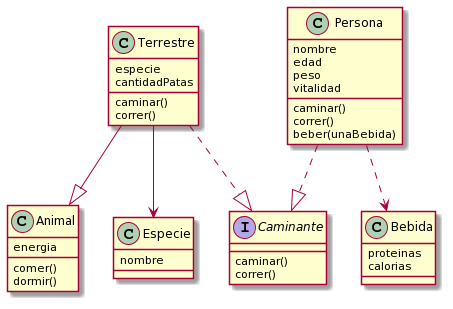 C Terrestre
especie
cantidadPatas
caminar()
correr()
C Persona
nombre
edad
peso
vitalidad
caminar()
correr()
beber(unaBebida)
C Animal
energia
comer()
dormir()
C Especie
nombre
I Caminante
caminar()
correr()
C Bebida
proteinas
calorias